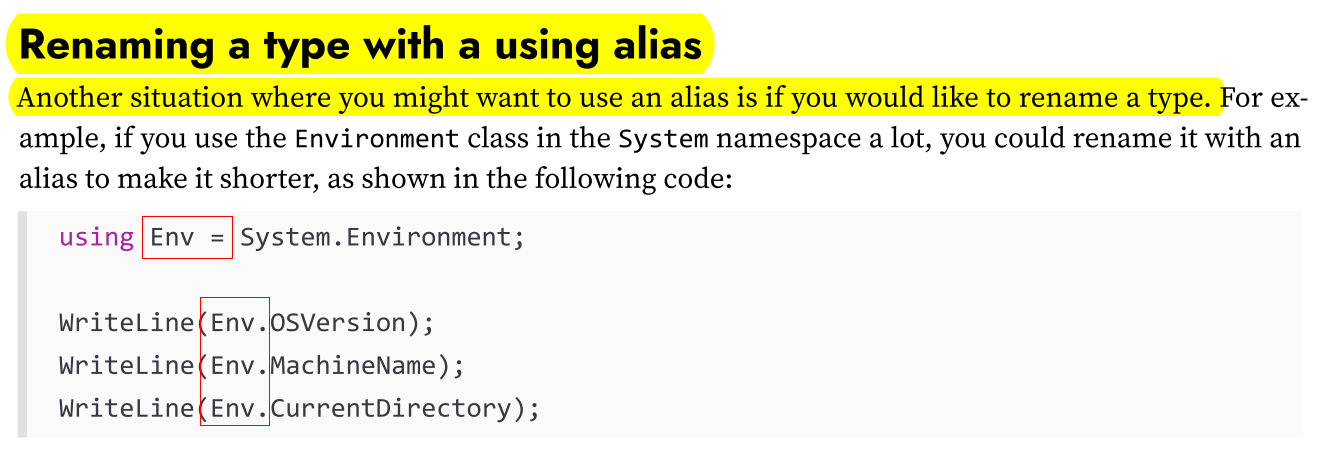 Renaming a type with a using alias
Another situation where you might want to use an alias is if you would like to rename a type. For ex-
ample, if you use the Environment class in the System namespace a lot, you could rename it with an
alias to make it shorter, as shown in the following code:
using Env = System.Environment;
WriteLine(Env.OSVersion);
WriteLine(Env.MachineName);
WriteLine(Env.CurrentDirectory);